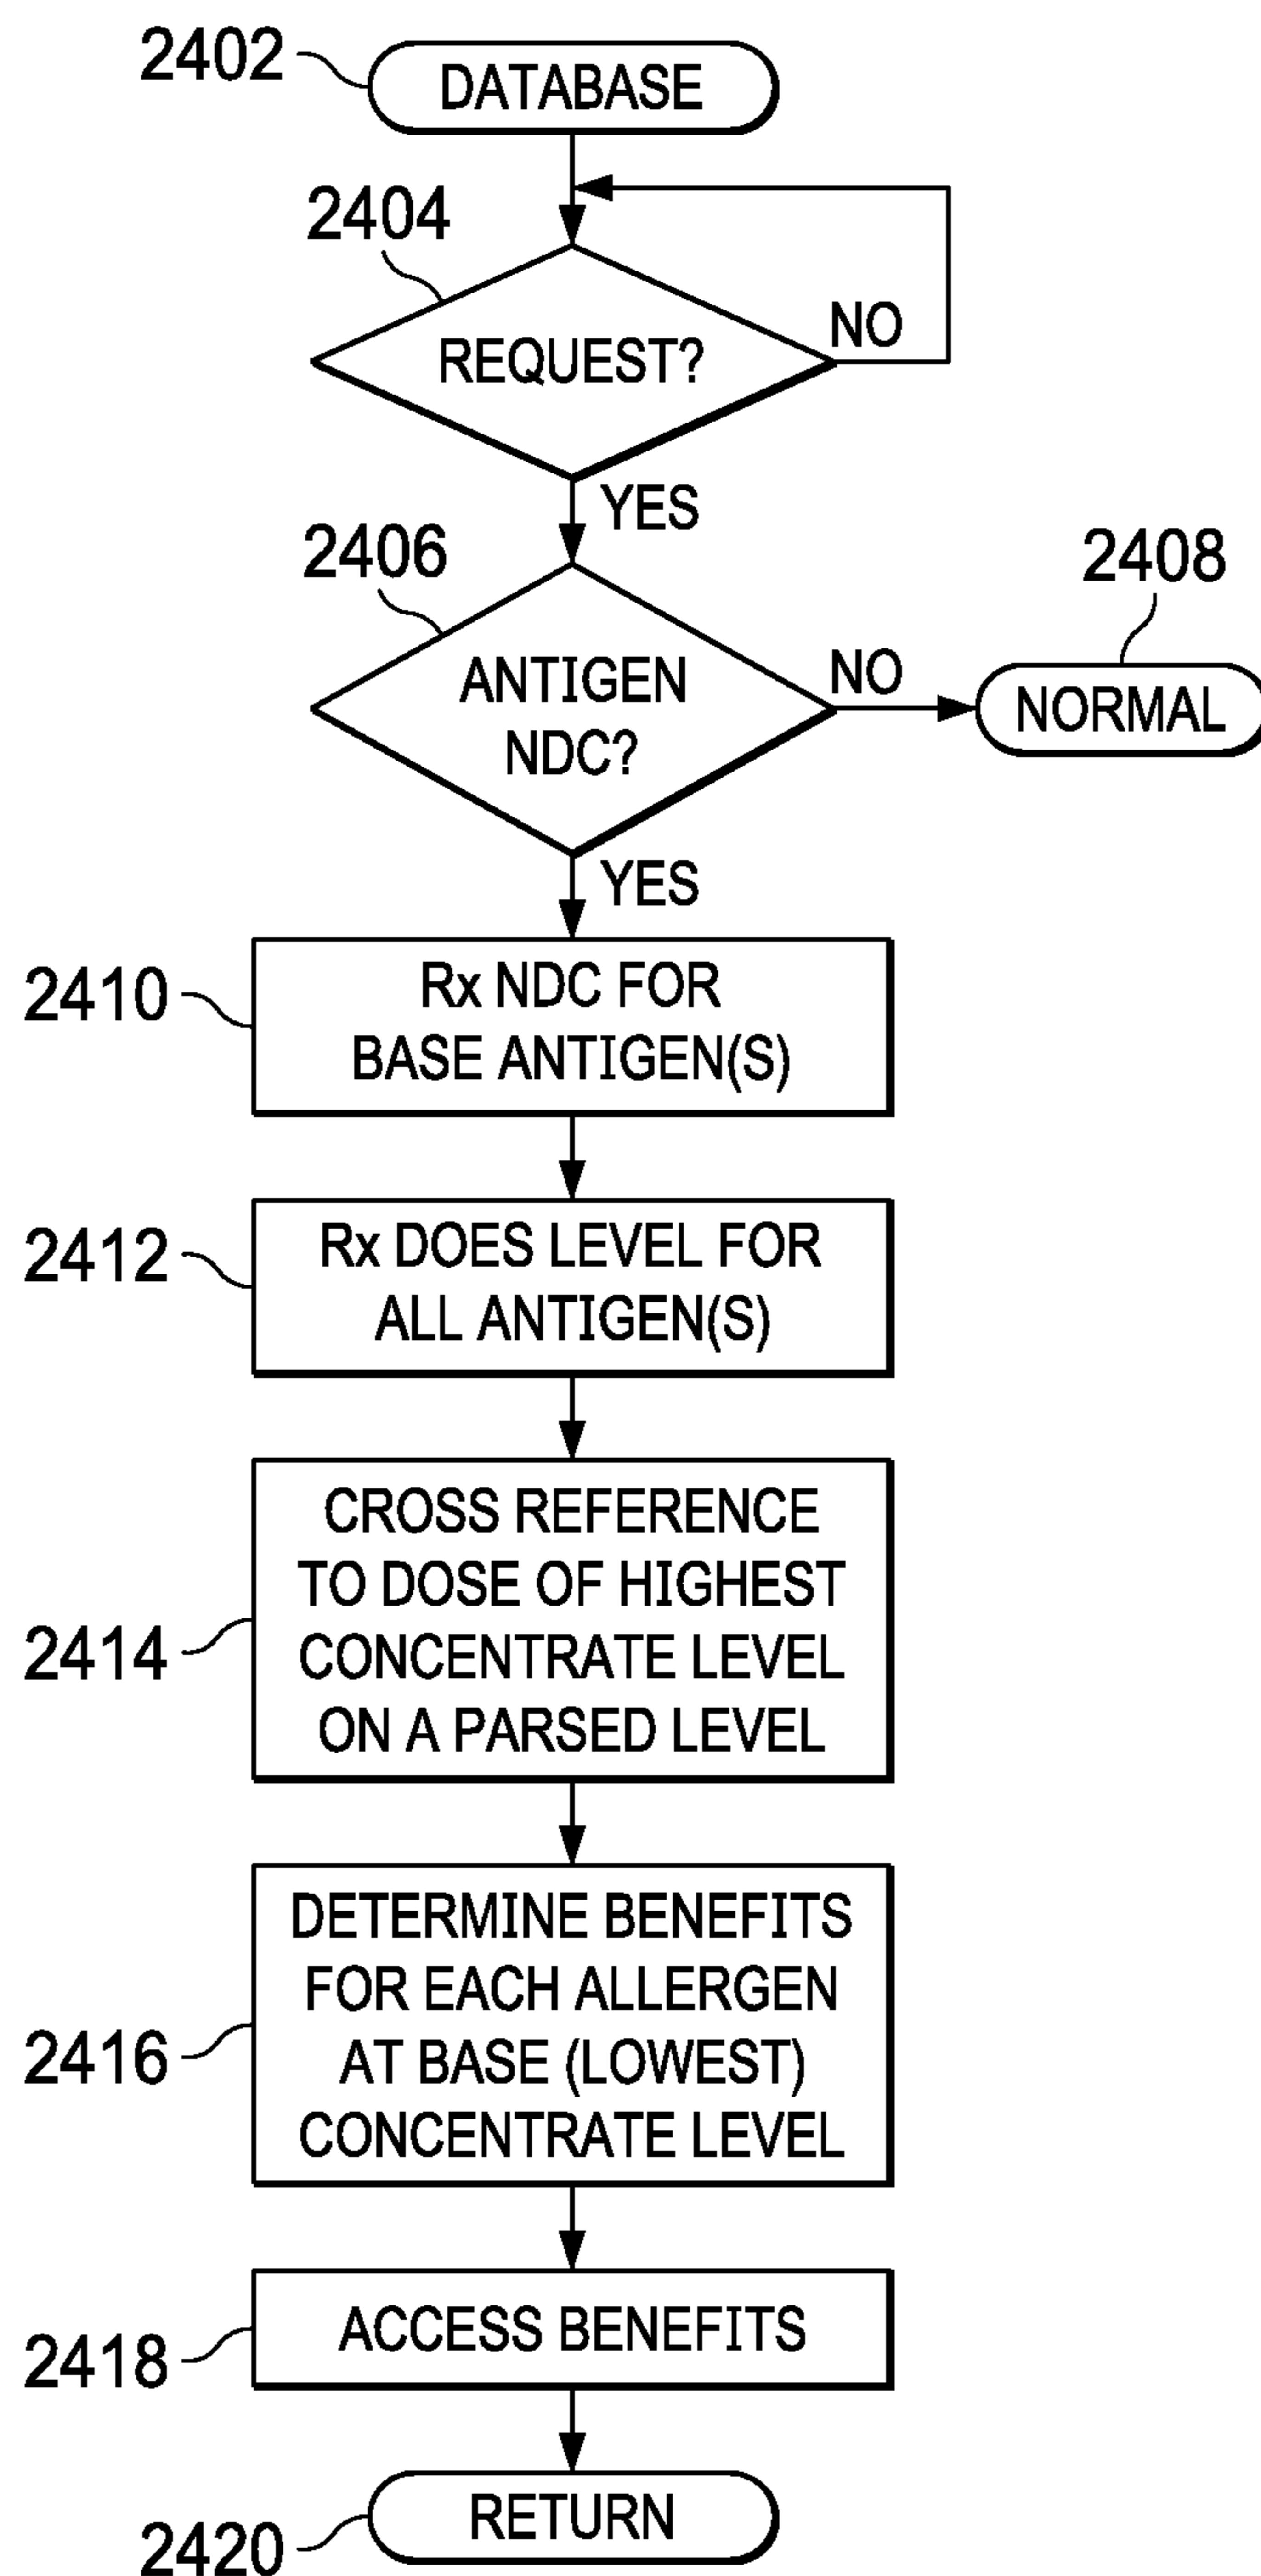 2402
DATABASE
2404
REQUEST?
NO
YES
2406
ANTIGEN
NDC?
NO
2408
NORMAL
YES
2410
Rx NDC FOR
BASE ANTIGEN(S)
2412
Rx DOES LEVEL FOR
ALL ANTIGEN(S)
2414
CROSS REFERENCE
TO DOSE OF HIGHEST
CONCENTRATE LEVEL
ON A PARSED LEVEL
2416
DETERMINE BENEFITS
FOR EACH ALLERGEN
AT BASE (LOWEST)
CONCENTRATE LEVEL
2418
ACCESS BENEFITS
2420
RETURN